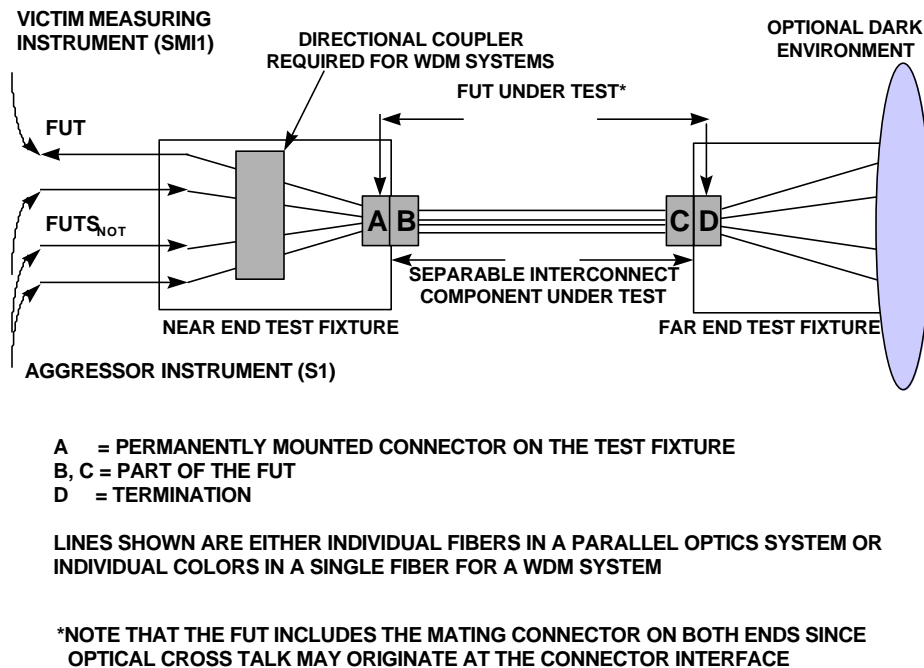 VICTIM MEASURING
INSTRUMENT (SMI1)
DIRECTIONAL COUPLER
REQUIRED FOR WDM SYSTEMS
OPTIONAL DARK
ENVIRONMENT
FUT UNDER TEST*
FUT
FUTS NOT
A B
C D
SEPARABLE INTERCONNECT
COMPONENT UNDER TEST
NEAR END TEST FIXTURE
FAR END TEST FIXTURE
AGGRESSOR INSTRUMENT (S1)
A = PERMANENTLY MOUNTED CONNECTOR ON THE TEST FIXTURE
B, C = PART OF THE FUT
D = TERMINATION
LINES SHOWN ARE EITHER INDIVIDUAL FIBERS IN A PARALLEL OPTICS SYSTEM OR
INDIVIDUAL COLORS IN A SINGLE FIBER FOR A WDM SYSTEM
*NOTE THAT THE FUT INCLUDES THE MATING CONNECTOR ON BOTH ENDS SINCE
OPTICAL CROSS TALK MAY ORIGINATE AT THE CONNECTOR INTERFACE